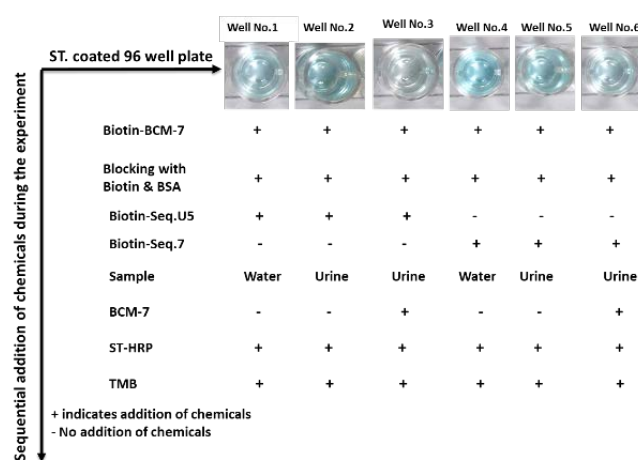 Well No.1 Well No.2 Well No.3 Well No.4 Well No.5 Well No.6
ST. coated 96 well plate
Biotin-BCM-7 + + + + + +
Blocking with
Biotin & BSA + + + + + +
Biotin-Seq.U5 + + + - - -
Biotin-Seq.7 - - - + + +
Sample Water Urine Urine Water Urine Urine
BCM-7 - - + - - +
ST-HRP + + + + + +
TMB + + + + + +
+ indicates addition of chemicals
- No addition of chemicals
Sequential addition of chemicals during the experiment